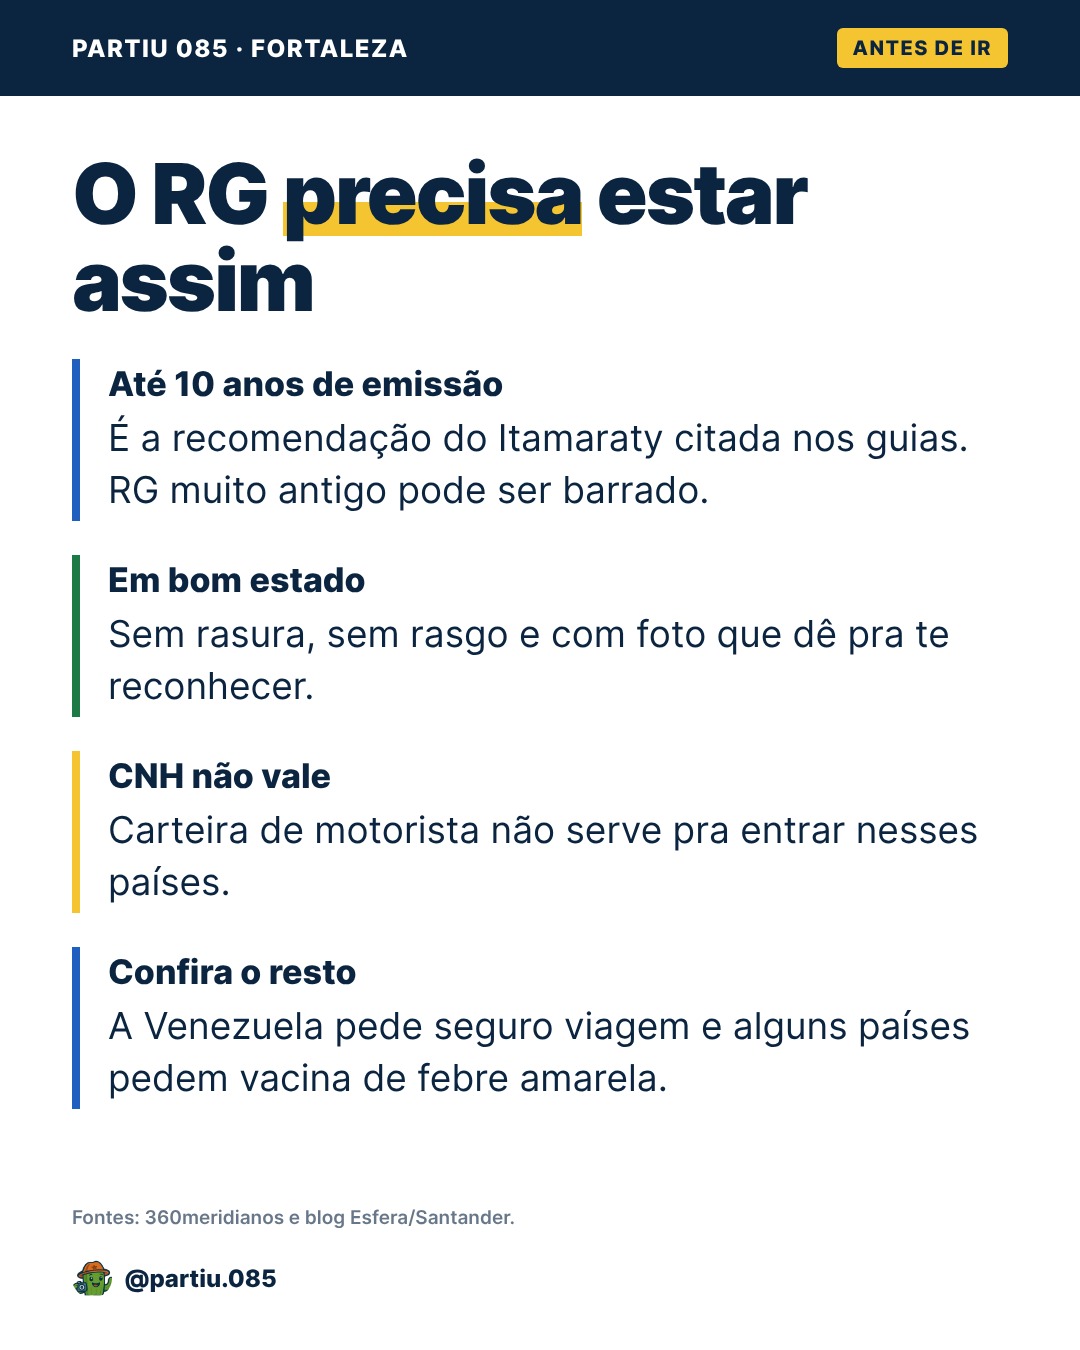 PARTIU 085 · FORTALEZA
ANTES DE IR
O RG precisa estar
assim
Até 10 anos de emissão
É a recomendação do Itamaraty citada nos guias.
RG muito antigo pode ser barrado.
Em bom estado
Sem rasura, sem rasgo e com foto que dê pra te
reconhecer.
CNH não vale
Carteira de motorista não serve pra entrar nesses
países.
Confira o resto
A Venezuela pede seguro viagem e alguns países
pedem vacina de febre amarela.
Fontes: 360meridianos e blog Esfera/Santander.
@partiu.085